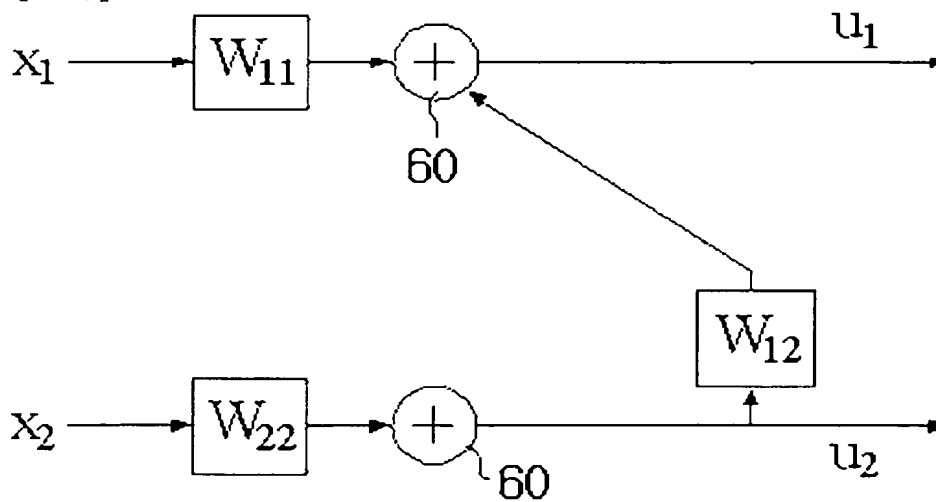 u₁
x₁ W₁₁ +
60
W₁₂
x₂ W₂₂ +
u₂
60